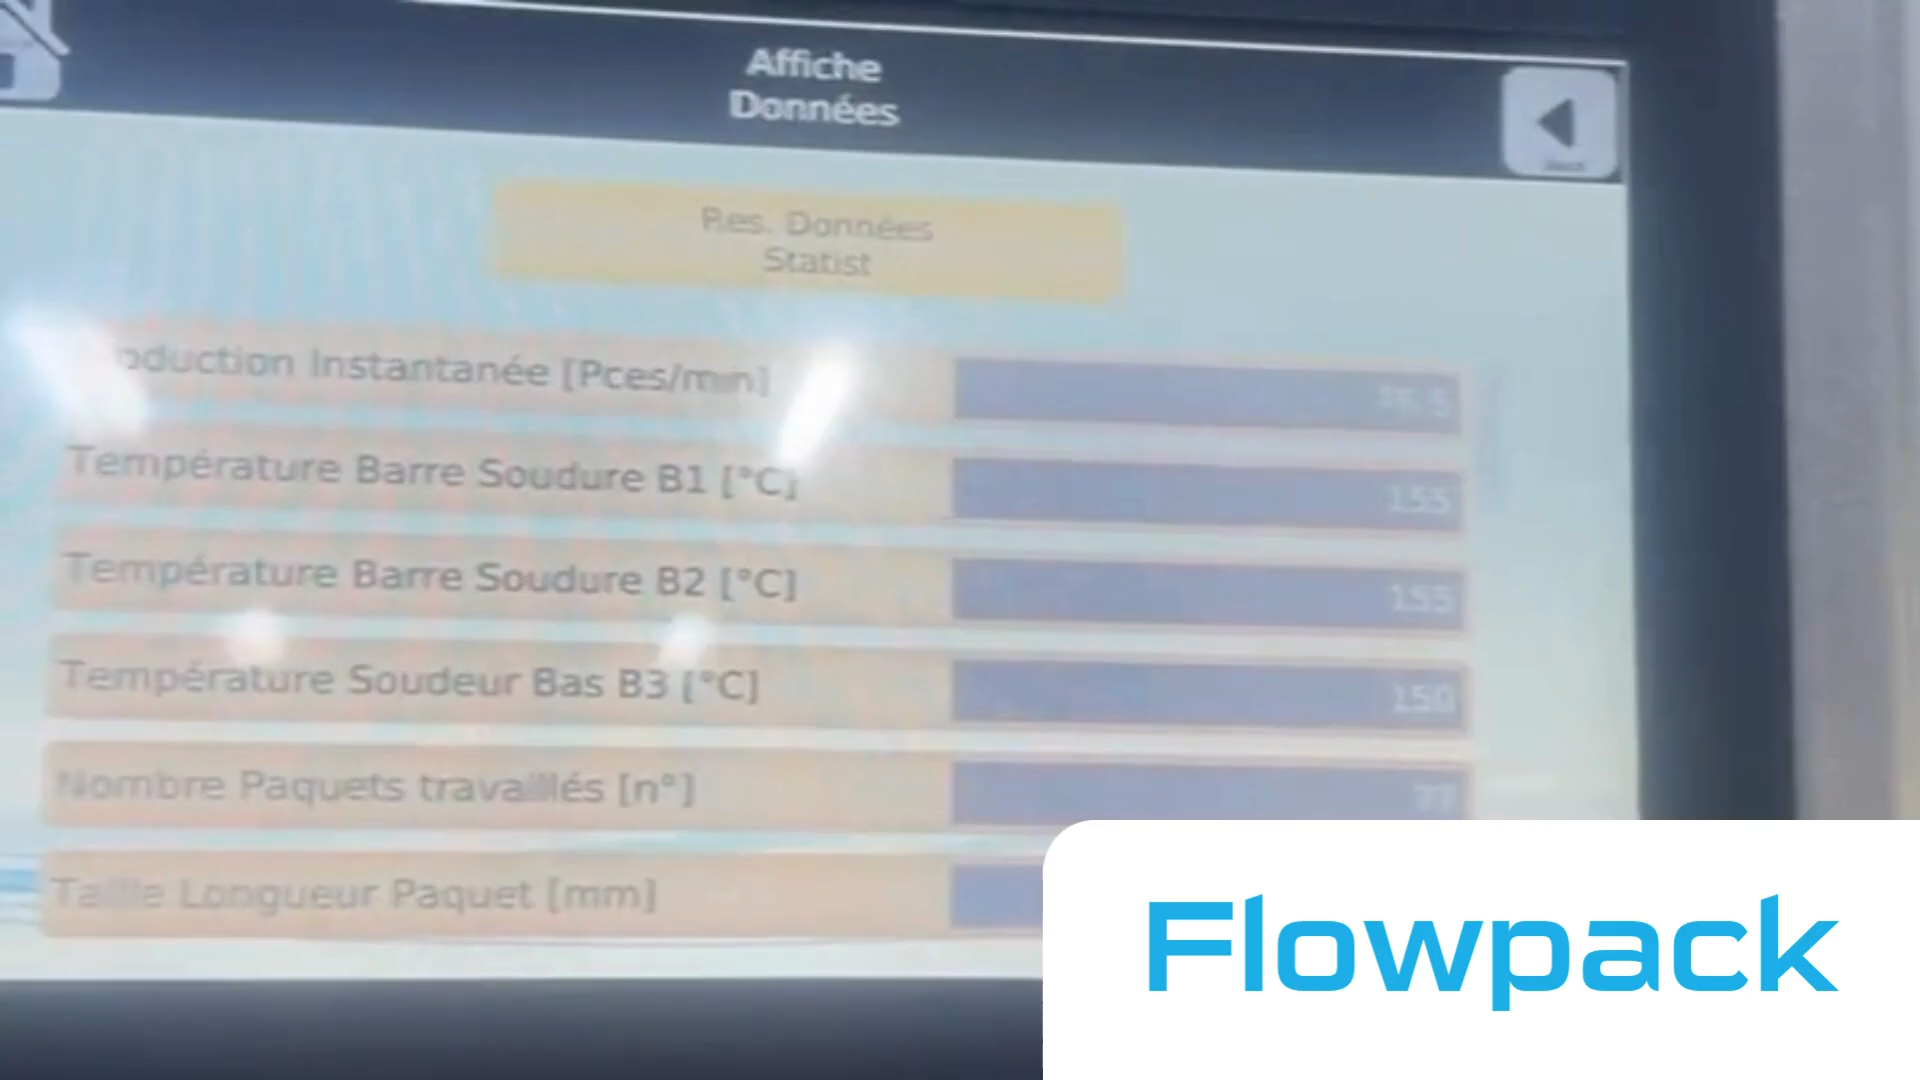 Affiche
Données
Res. Données
Statist
Production Instantanée [Pces/min]
Température Barre Soudure B1 [°C]
155
Température Barre Soudure B2 [°C]
155
Température Soudeur Bas B3 [°C]
150
Nombre Paquets travaillés [n°]
Taille Longueur Paquet [mm]
Flowpack